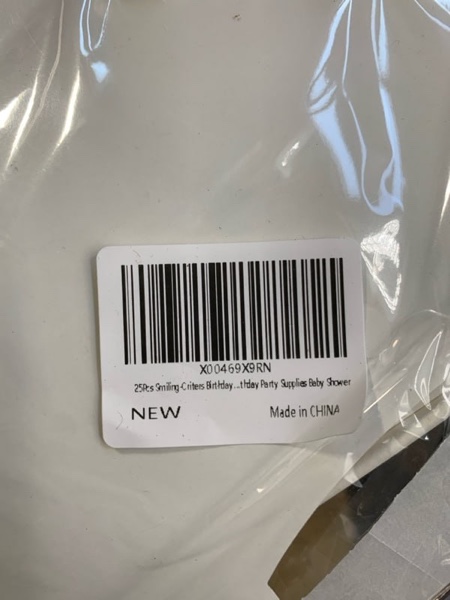 X00469X9RN
25Pcs Smiling-Criters Birthday...thday Party Supplies Baby Shower
NEW
Made in CHINA